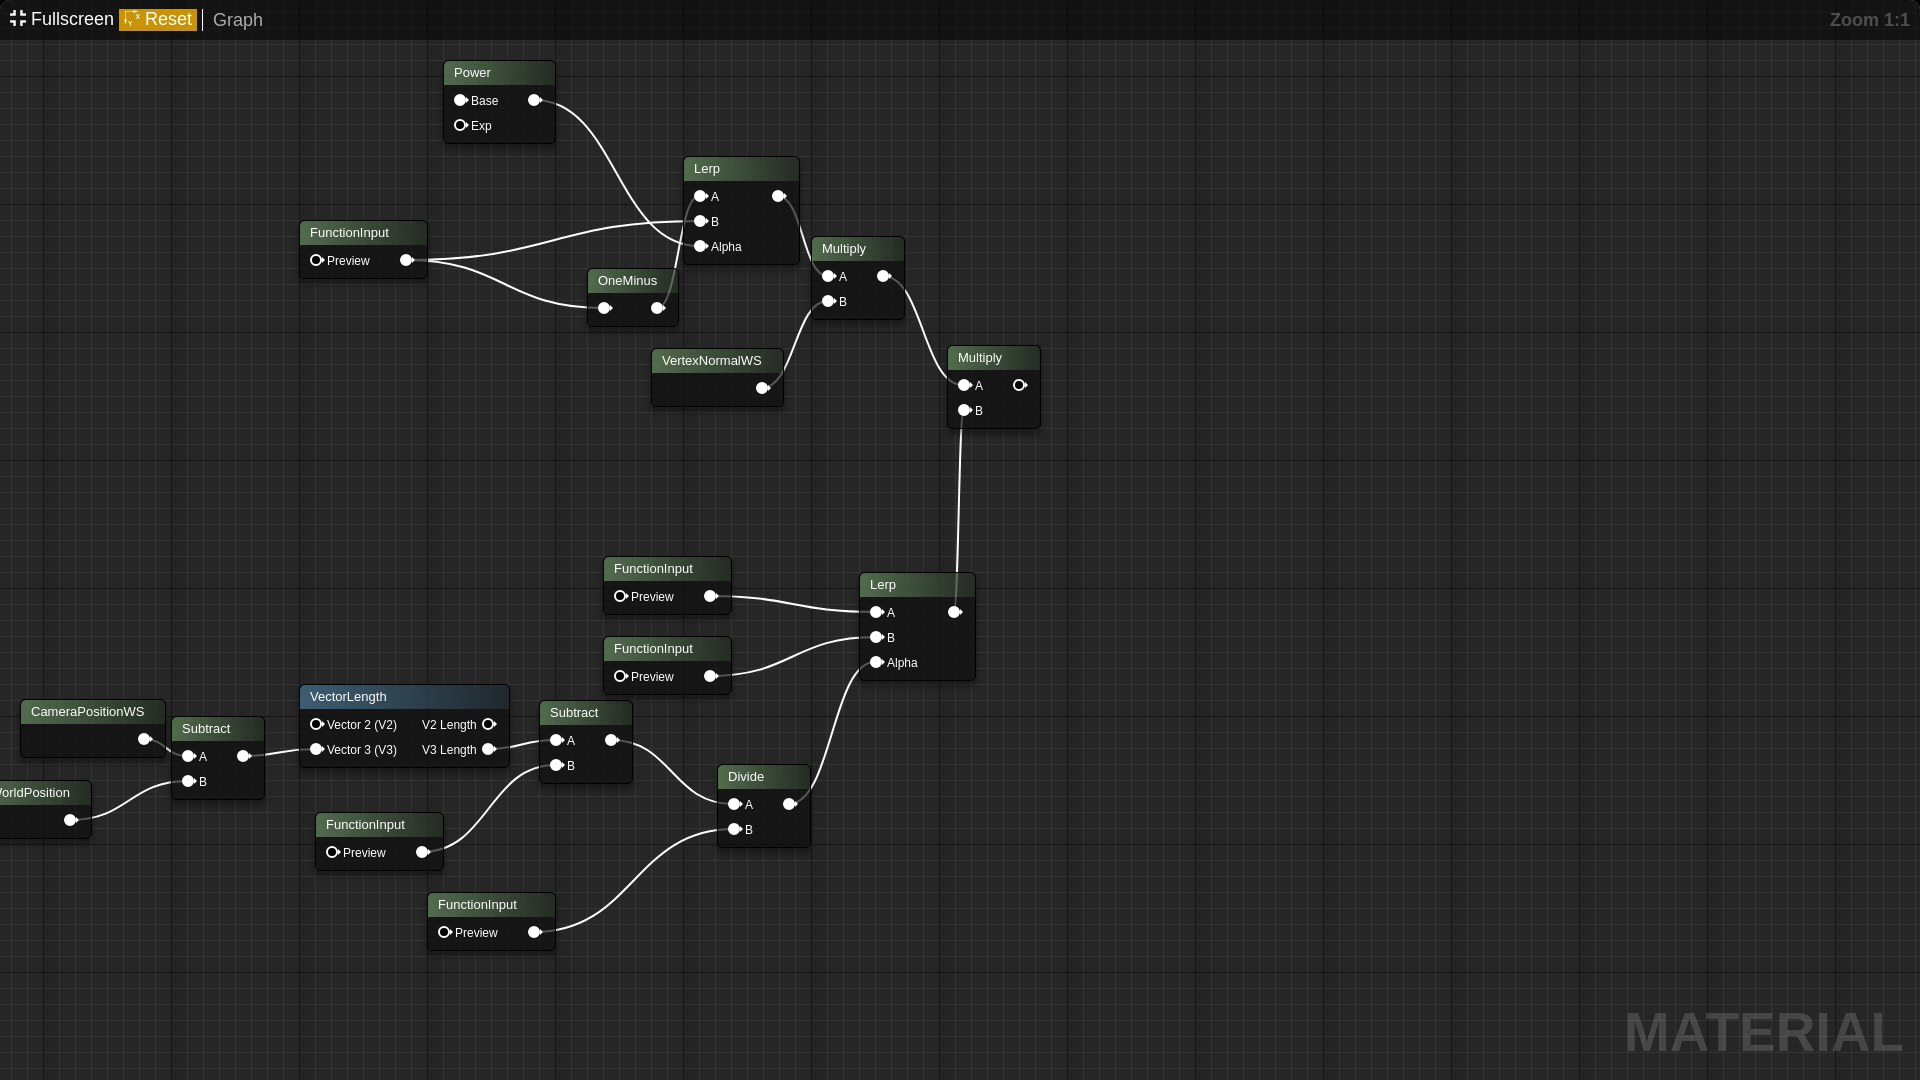 Fullscreen Reset Graph Zoom 1:1
Power
Base
Exp
Lerp
A
B
Alpha
FunctionInput
Preview
Multiply
A
B
OneMinus
VertexNormalWS
Multiply
A
B
FunctionInput
Preview
Lerp
A
B
Alpha
FunctionInput
Preview
VectorLength
Vector 2 (V2) V2 Length
Vector 3 (V3) V3 Length
CameraPositionWS
Subtract
A
B
Subtract
A
B
Divide
A
B
orldPosition
FunctionInput
Preview
FunctionInput
Preview
MATERIAL